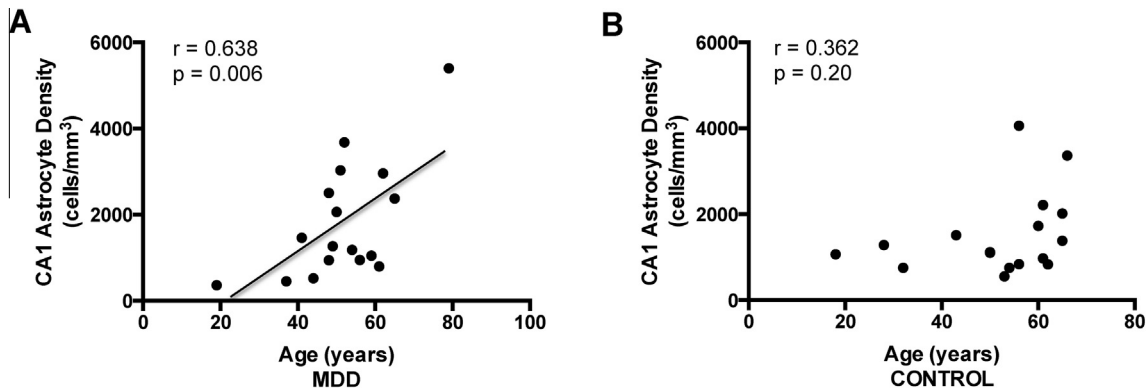 A
r = 0.638
p = 0.006
CA1 Astrocyte Density
(cells/mm³)
6000
4000
2000
0
0 20 40 60 80 100
Age (years)
MDD
B
r = 0.362
p = 0.20
CA1 Astrocyte Density
(cells/mm³)
6000
4000
2000
0
0 20 40 60 80
Age (years)
CONTROL